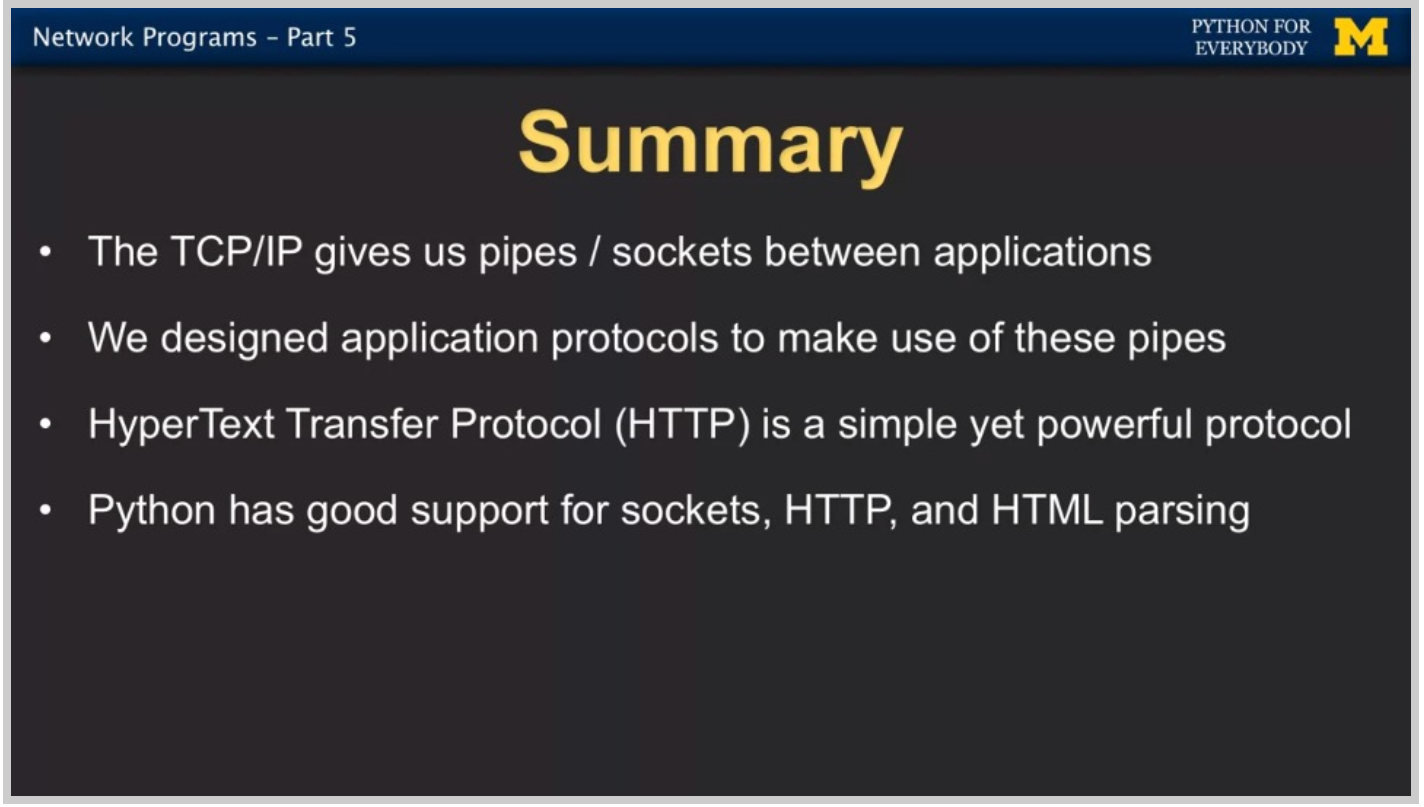 Network Programs – Part 5
PYTHON FOR
EVERYBODY
M
Summary
• The TCP/IP gives us pipes / sockets between applications
• We designed application protocols to make use of these pipes
• HyperText Transfer Protocol (HTTP) is a simple yet powerful protocol
• Python has good support for sockets, HTTP, and HTML parsing